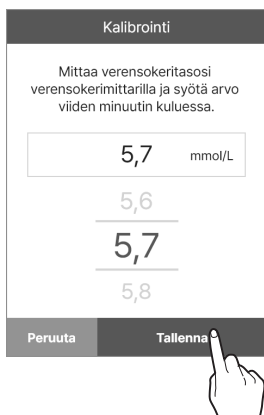 Kalibrointi
Mittaa verensokeritasosi
verensokerimittarilla ja syötä arvo
viiden minuutin kuluessa.
5,7 mmol/L
5,6
5,7
5,8
Peruuta Tallenna